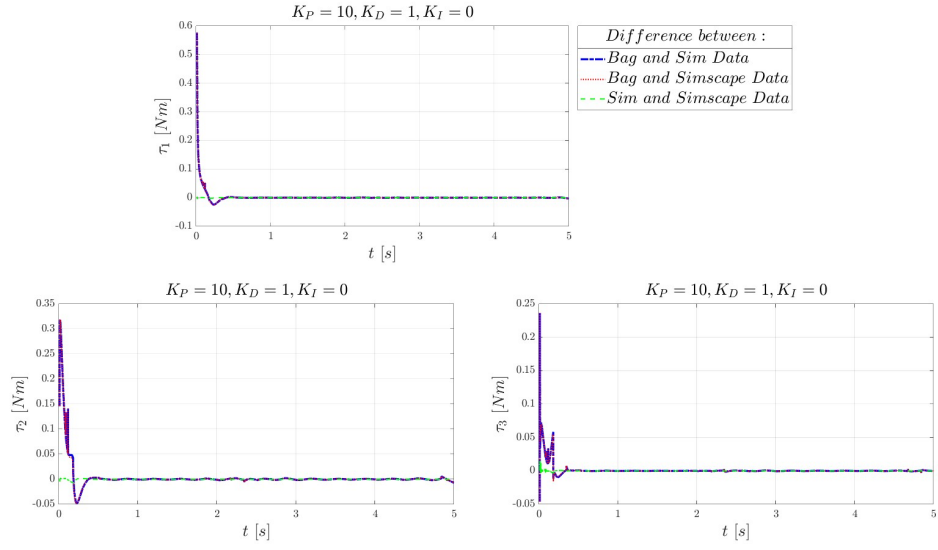 K_P = 10, K_D = 1, K_I = 0
Difference between :
Bag and Sim Data
Bag and Simscape Data
Sim and Simscape Data
τ_1 [Nm]
0.6
0.5
0.4
0.3
0.2
0.1
0
-0.1
0 1 2 3 4 5
t [s]
K_P = 10, K_D = 1, K_I = 0
τ_2 [Nm]
0.35
0.3
0.25
0.2
0.15
0.1
0.05
0
-0.05
0 1 2 3 4 5
t [s]
K_P = 10, K_D = 1, K_I = 0
τ_3 [Nm]
0.25
0.2
0.15
0.1
0.05
0
-0.05
0 1 2 3 4 5
t [s]